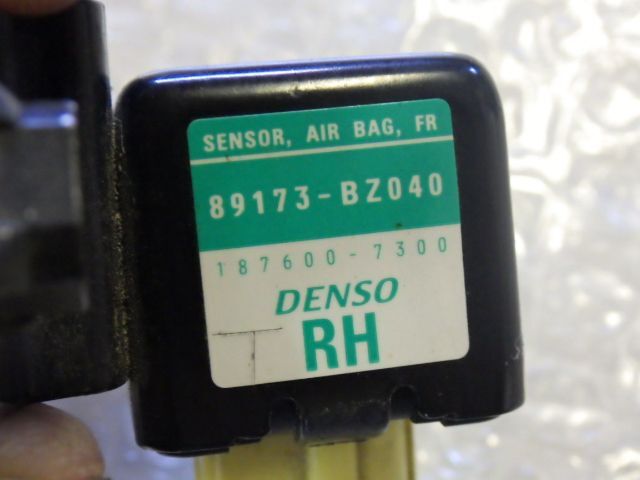 SENSOR, AIR BAG, FR
89173-BZ040
187600-7300
DENSO
RH
T